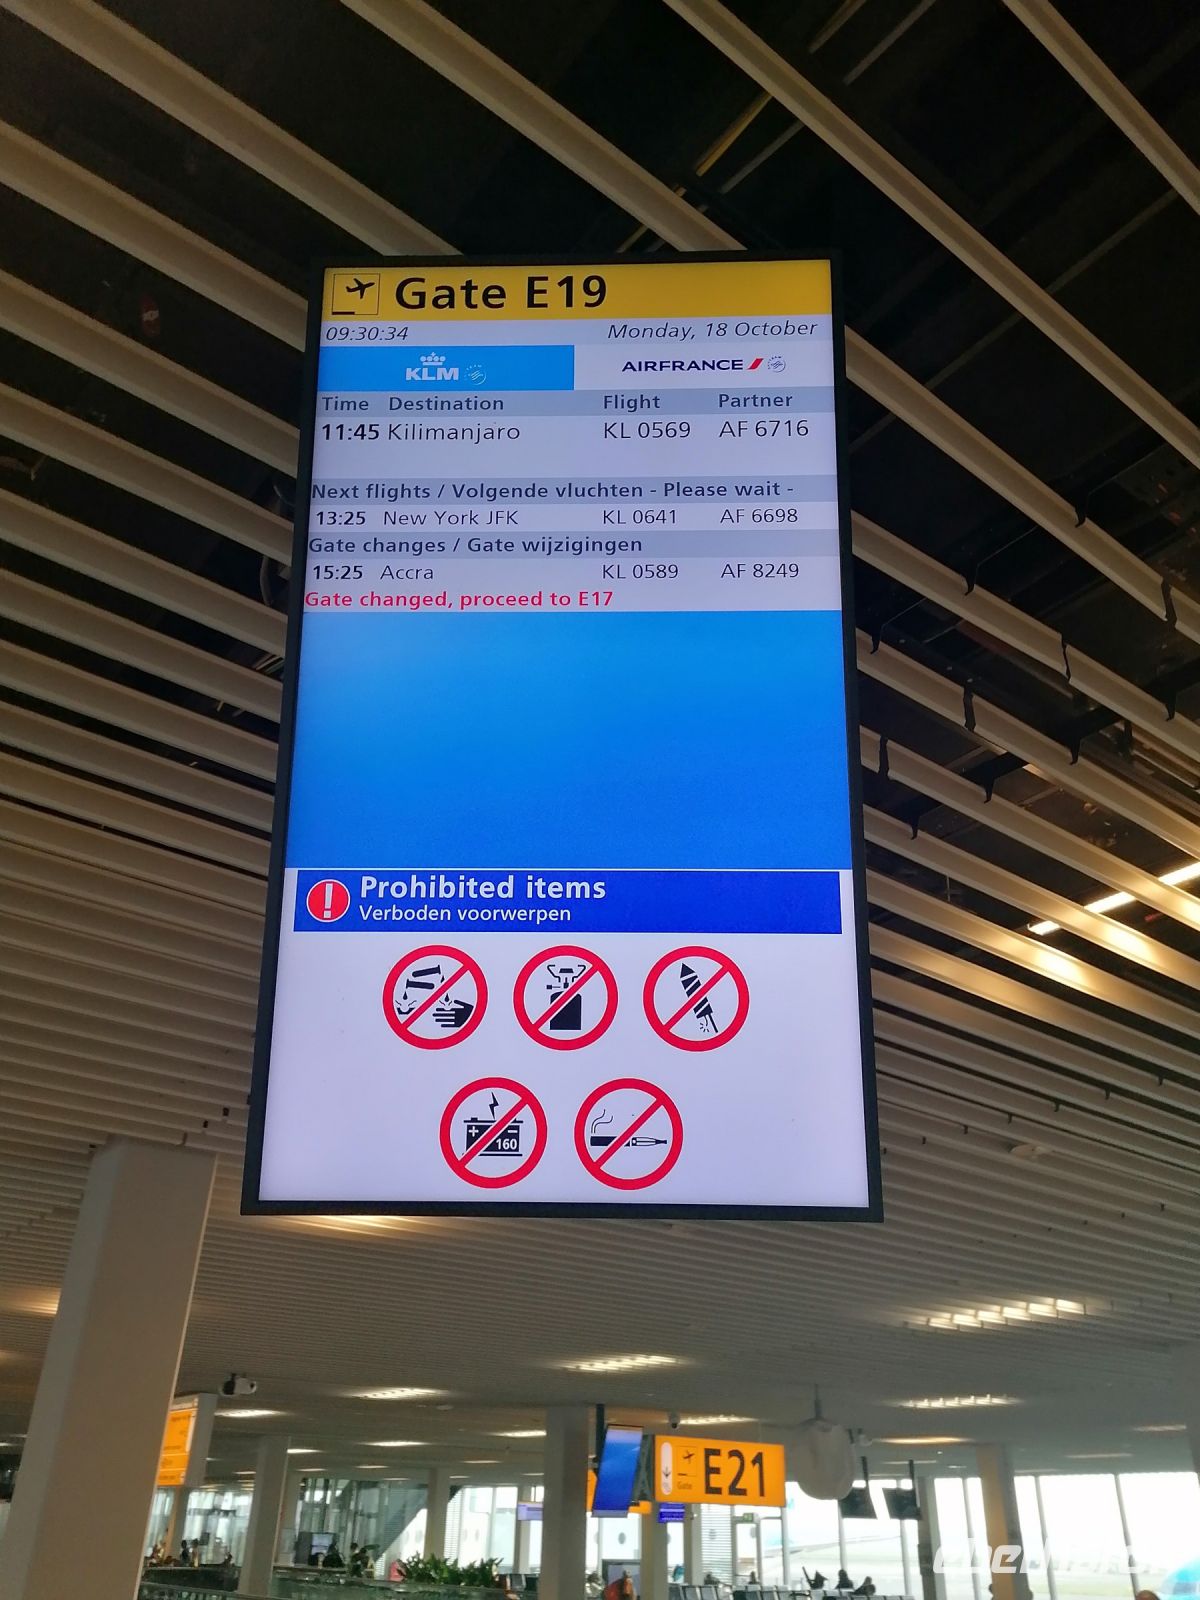 Gate E19
09:30:34 Monday, 18 October
KLM AIRFRANCE
Time Destination Flight Partner
11:45 Kilimanjaro KL 0569 AF 6716
Next flights / Volgende vluchten - Please wait -
13:25 New York JFK KL 0641 AF 6698
Gate changes / Gate wijzigingen
15:25 Accra KL 0589 AF 8249
Gate changed, proceed to E17
Prohibited items
Verboden voorwerpen
160
Gate E21